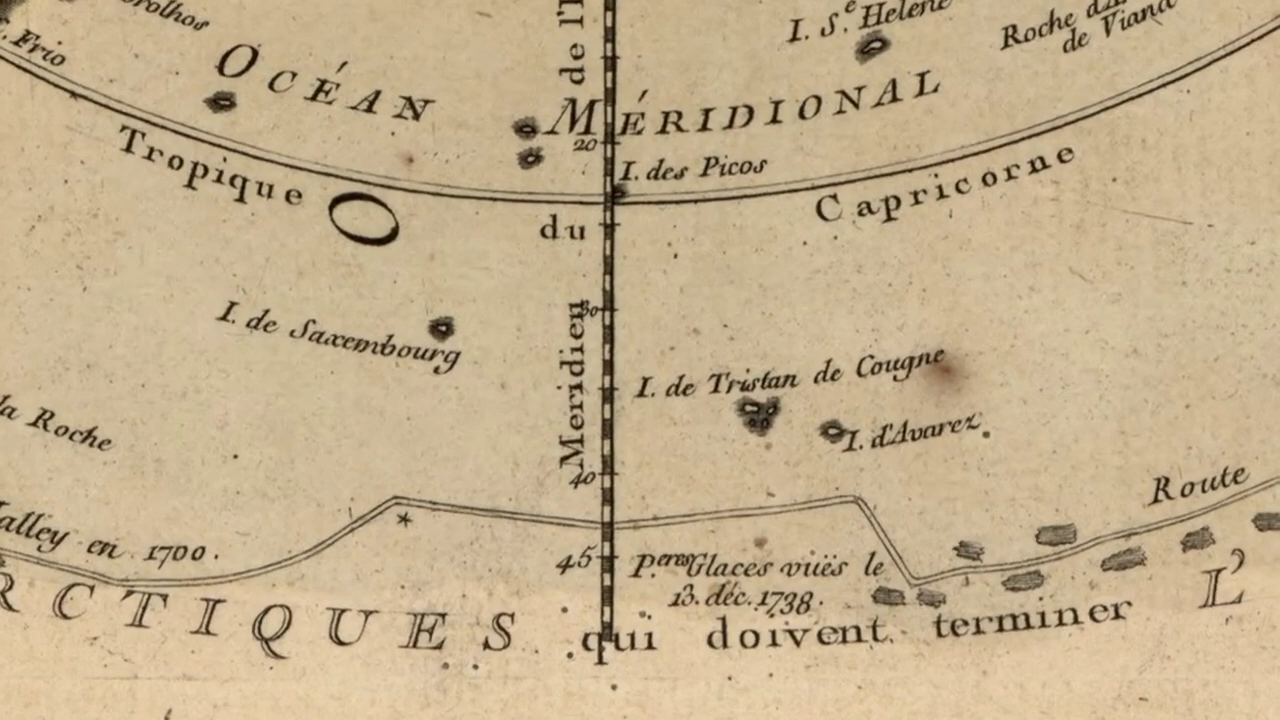 I. S.e Helene
Roche
de Viana
Frio
OCÉAN
MÉRIDIONAL
de
20
I. des Picos
Tropique
du
Capricorne
30
I. de Saxembourg
Meridien
I. de Tristan de Cougne
I. d'Avarez.
la Roche
40
Route
alley en 1700.
45
P.eres Glaces vuës le
13. déc. 1738.
RCTIQUES qui doivent terminer L'